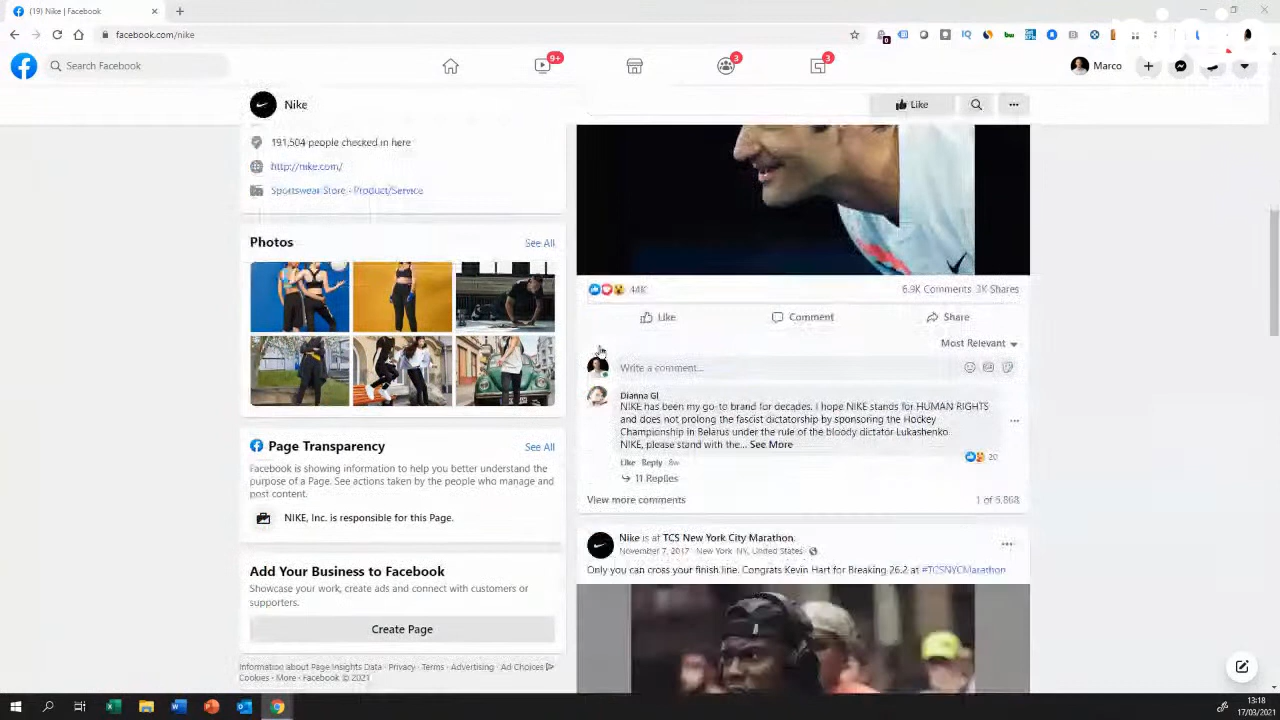 (19) Nike | Facebook
facebook.com/nike
Search Facebook
9+
3
3
Marco
Nike
Like
191,504 people checked in here
http://nike.com/
Sportswear Store · Product/Service
Photos
See All
Page Transparency
See All
Facebook is showing information to help you better understand the
purpose of a Page. See actions taken by the people who manage and
post content.
NIKE, Inc. is responsible for this Page.
Add Your Business to Facebook
Showcase your work, create ads and connect with customers or
supporters.
Create Page
Information about Page Insights Data · Privacy · Terms · Advertising · Ad Choices
Cookies · More · Facebook © 2021
44K
6.9K Comments 3K Shares
Like
Comment
Share
Most Relevant
Write a comment...
Dianna Gl
NIKE has been my go-to brand for decades. I hope NIKE stands for HUMAN RIGHTS
and does not prolong the fascist dictatorship by sponsoring the Hockey
Championship in Belarus under the rule of the bloody dictator Lukashenko
NIKE, please stand with the... See More
20
Like Reply 8w
11 Replies
View more comments
1 of 5,868
Nike is at TCS New York City Marathon.
November 7, 2017 · New York, NY, United States
Only you can cross your finish line. Congrats Kevin Hart for Breaking 26.2 at #TCSNYCMarathon
13:18
17/03/2021